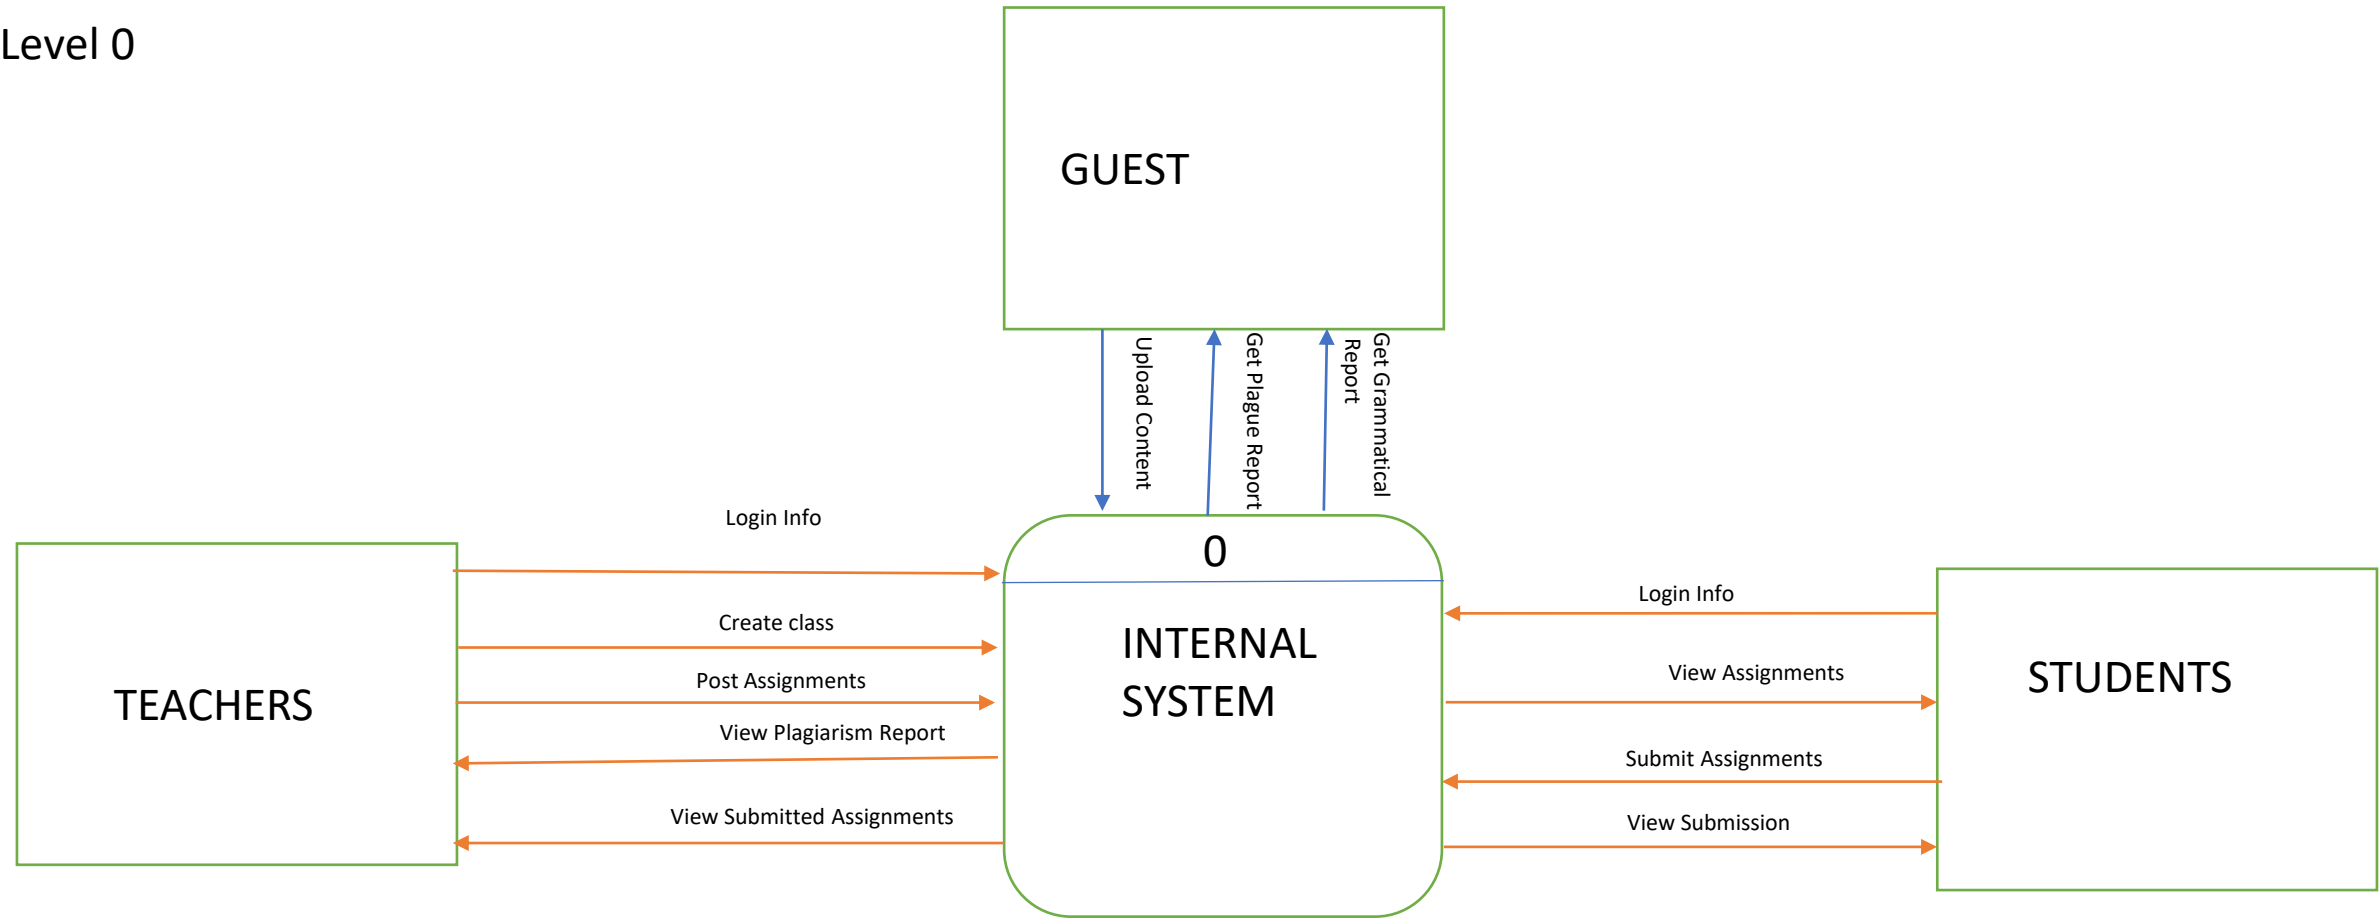 Level 0
GUEST
Upload Content
Get Plague Report
Get Grammatical
Report
Login Info
Create class
Post Assignments
View Plagiarism Report
View Submitted Assignments
TEACHERS
0
INTERNAL
SYSTEM
Login Info
View Assignments
Submit Assignments
View Submission
STUDENTS